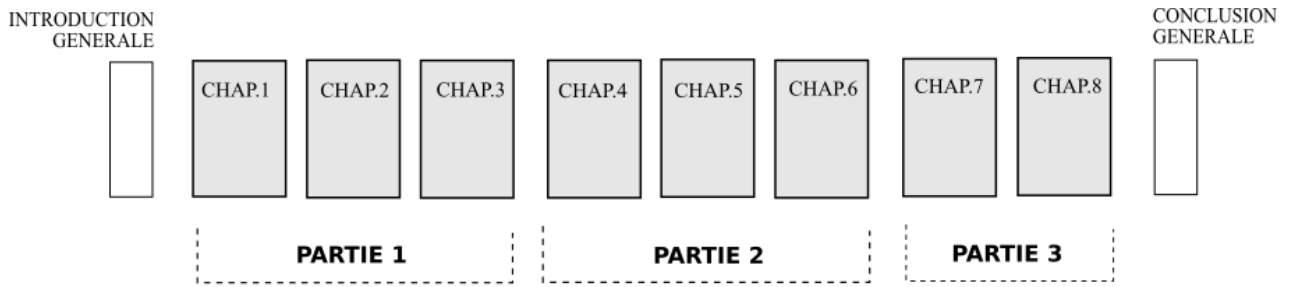 INTRODUCTION
GENERALE
CONCLUSION
GENERALE
CHAP.1
CHAP.2
CHAP.3
CHAP.4
CHAP.5
CHAP.6
CHAP.7
CHAP.8
PARTIE 1
PARTIE 2
PARTIE 3